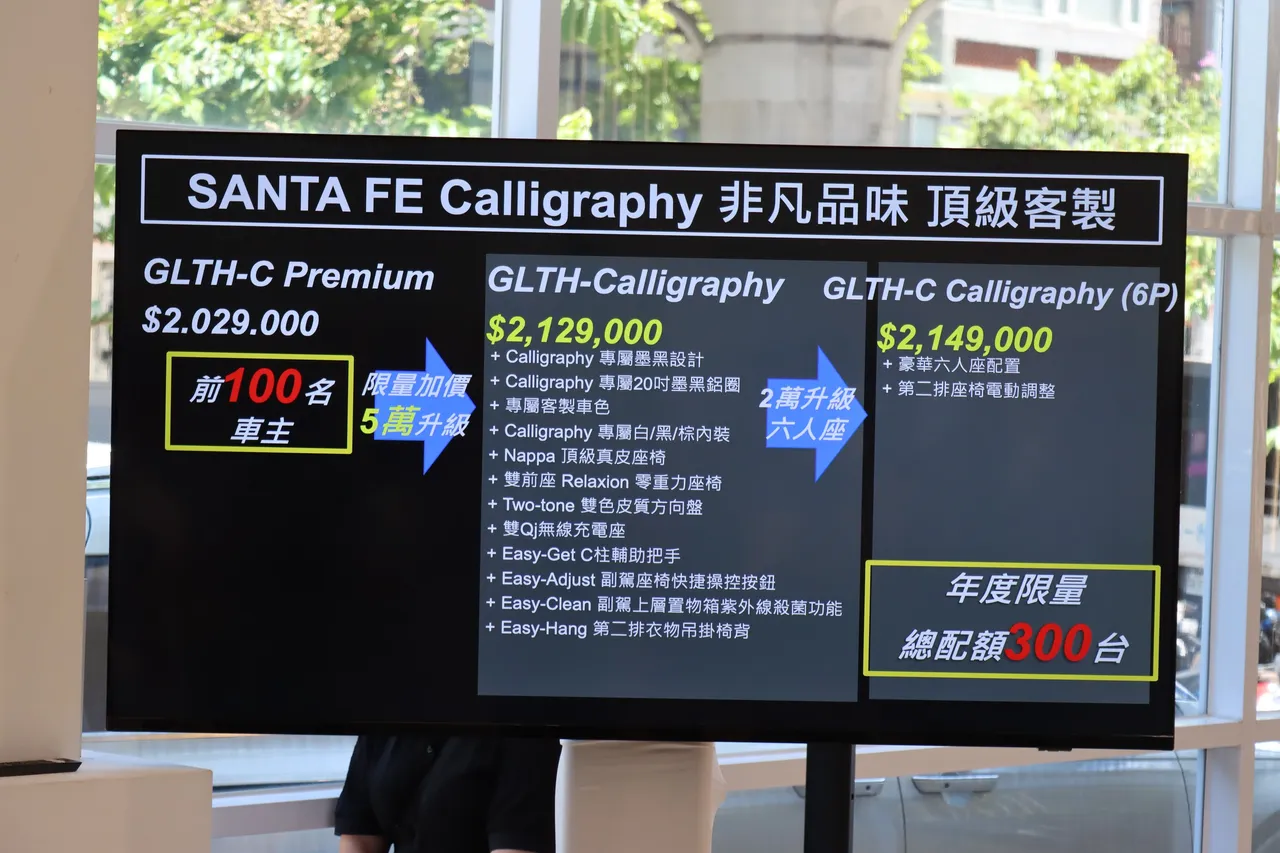 SANTA FE Calligraphy 非凡品味 頂級客製
GLTH-C Premium
$2.029.000
前100名
車主
限量加價
5萬升級
GLTH-Calligraphy
$2,129,000
+ Calligraphy 專屬墨黑設計
+ Calligraphy 專屬20吋墨黑鋁圈
+ 專屬客製車色
+ Calligraphy 專屬白/黑/棕內裝
+ Nappa 頂級真皮座椅
+ 雙前座 Relaxion 零重力座椅
+ Two-tone 雙色皮質方向盤
+ 雙Qj無線充電座
+ Easy-Get C柱輔助把手
+ Easy-Adjust 副駕座椅快捷操控按鈕
+ Easy-Clean 副駕上層置物箱紫外線殺菌功能
+ Easy-Hang 第二排衣物吊掛椅背
2萬升級
六人座
GLTH-C Calligraphy (6P)
$2,149,000
+ 豪華六人座配置
+ 第二排座椅電動調整
年度限量
總配額300台